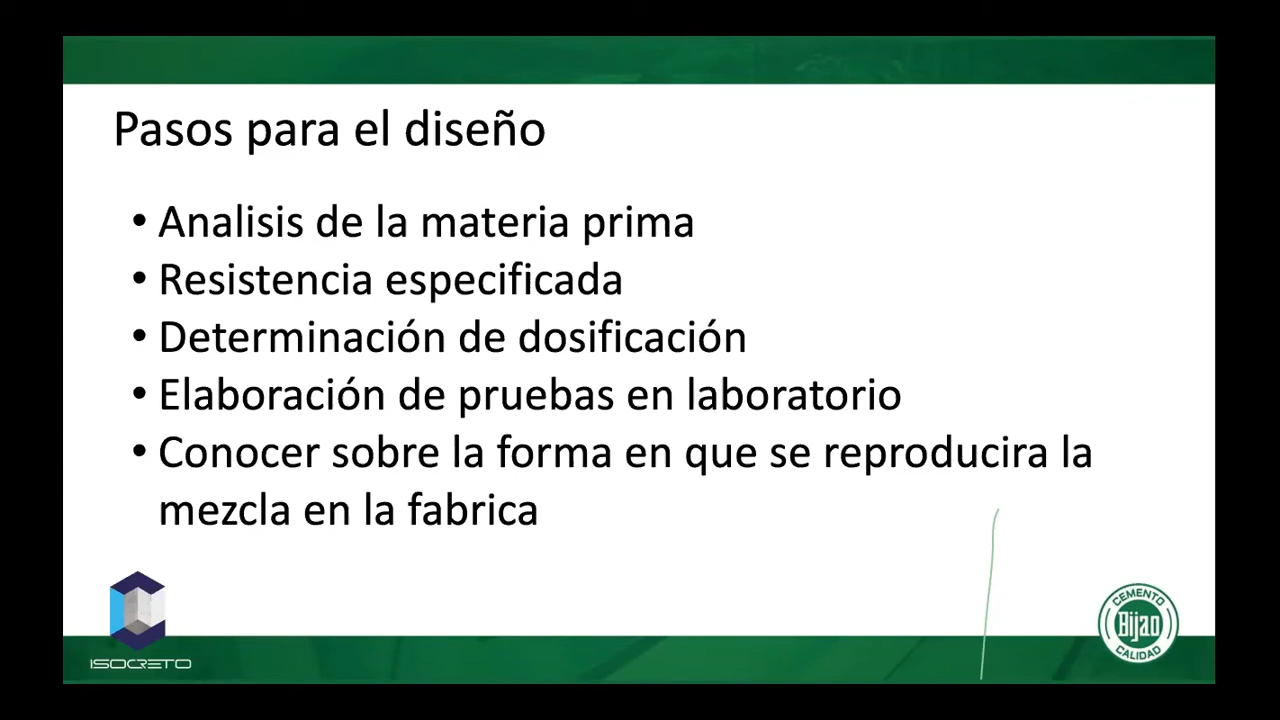 Pasos para el diseño
• Analisis de la materia prima
• Resistencia especificada
• Determinación de dosificación
• Elaboración de pruebas en laboratorio
• Conocer sobre la forma en que se reproducira la
mezcla en la fabrica
ISOCRETO
CEMENTO
Bijao
CALIDAD